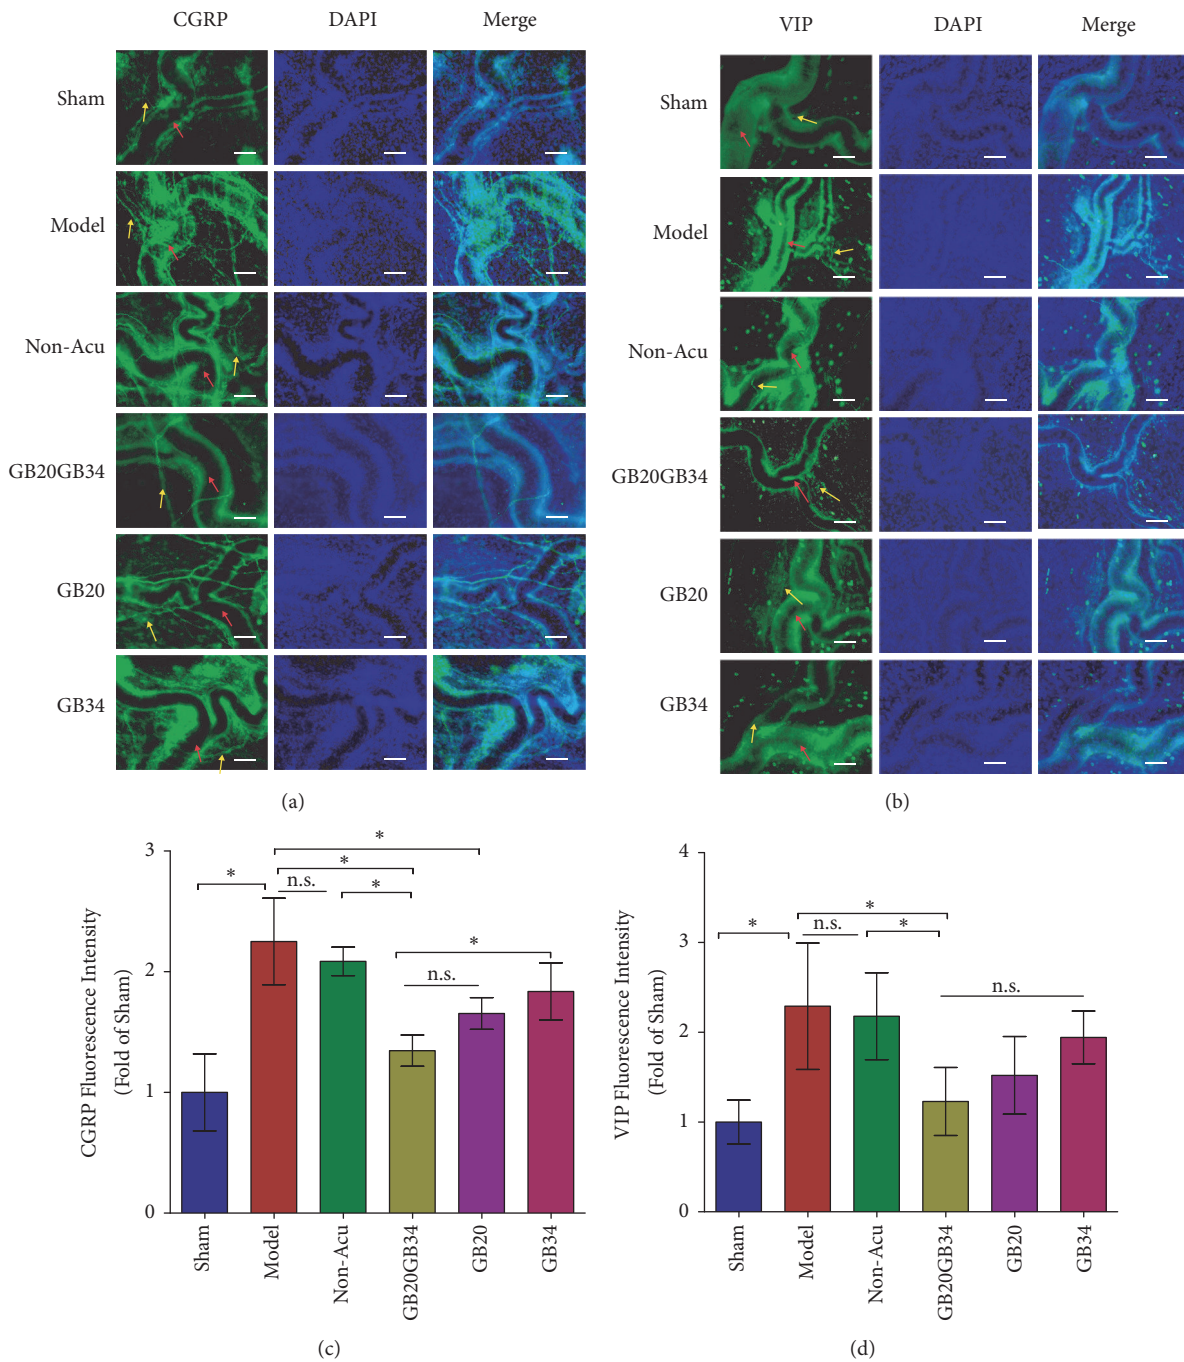 CGRP DAPI Merge
Sham
Model
Non-Acu
GB20GB34
GB20
GB34
(a)
VIP DAPI Merge
Sham
Model
Non-Acu
GB20GB34
GB20
GB34
(b)
CGRP Fluorescence Intensity
(Fold of Sham)
3
2
1
0
*
*
* n.s. *
*
n.s.
Sham
Model
Non-Acu
GB20GB34
GB20
GB34
(c)
VIP Fluorescence Intensity
(Fold of Sham)
4
3
2
1
0
*
* n.s. *
n.s.
Sham
Model
Non-Acu
GB20GB34
GB20
GB34
(d)